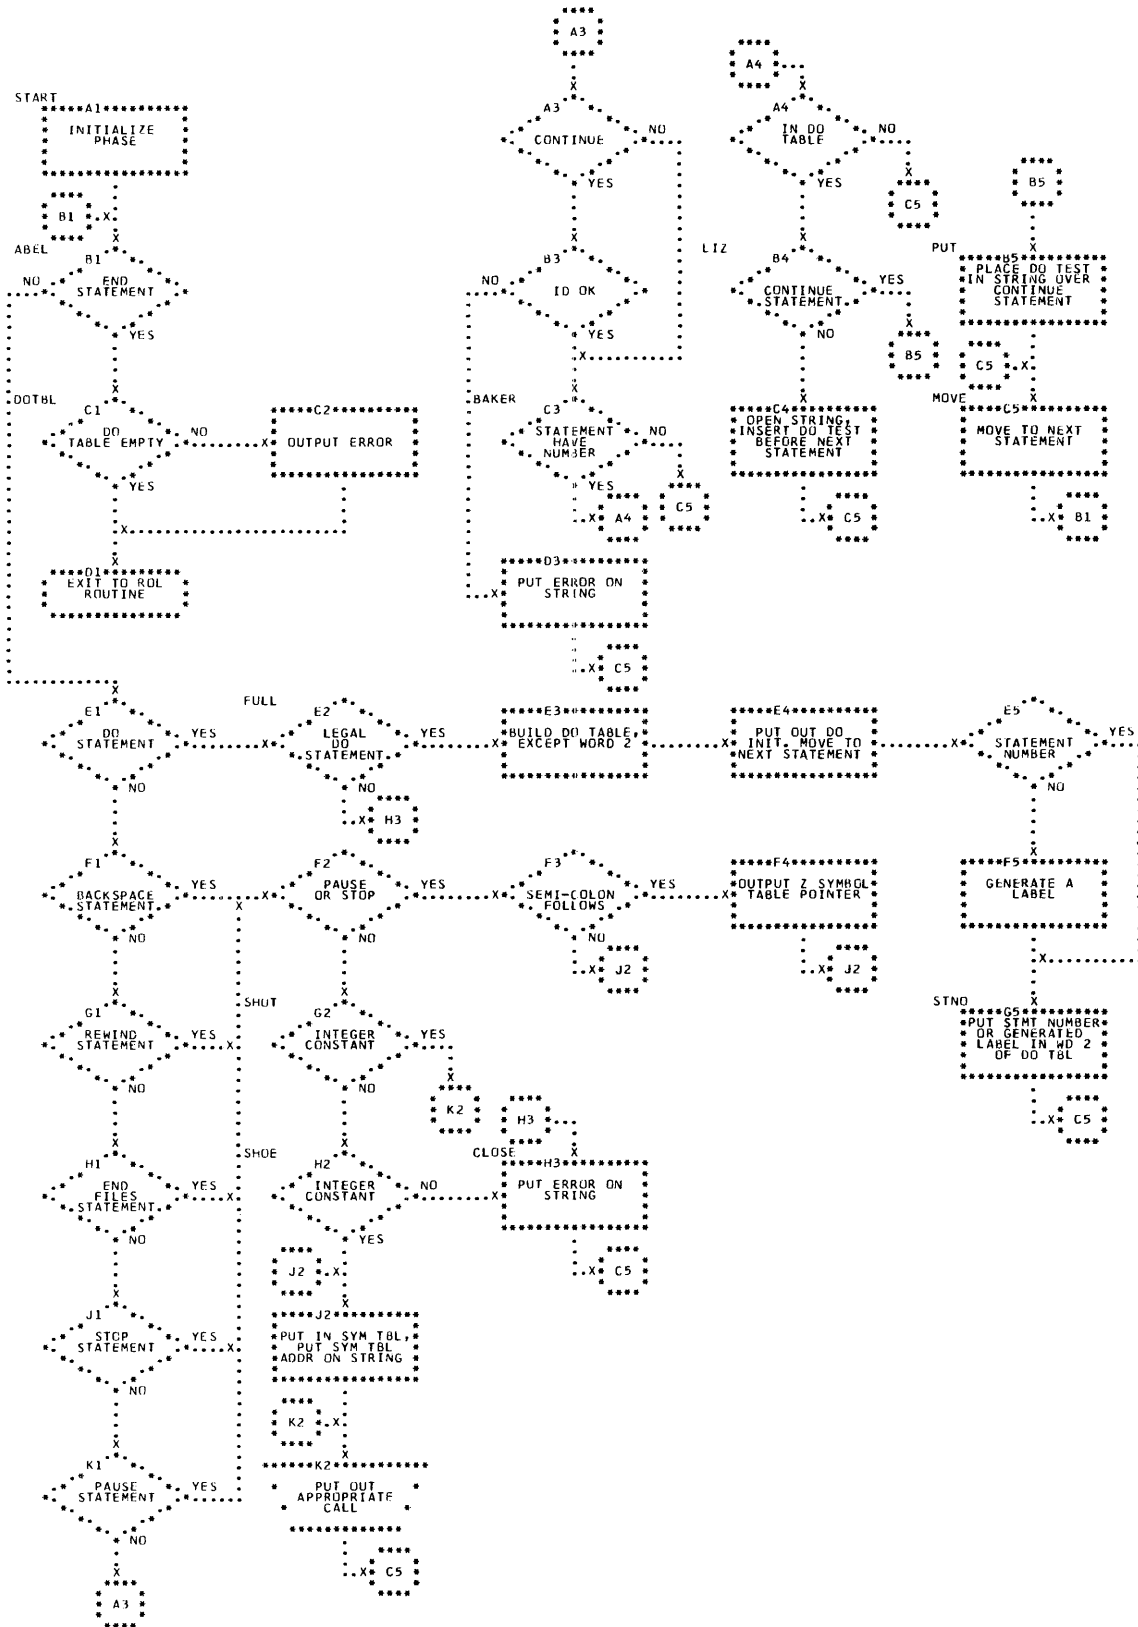 A3
A4
START
A1
INITIALIZE
PHASE
A3
CONTINUE
NO
YES
A4
IN DO
TABLE
NO
YES
C5
B5
B1
ABEL
B1
END
STATEMENT
NO
YES
B3
ID OK
NO
YES
LIZ
B4
CONTINUE
STATEMENT
YES
NO
B5
PUT
B5
PLACE DO TEST
IN STRING OVER
CONTINUE
STATEMENT
C5
DOTBL
C1
DO
TABLE EMPTY
NO
YES
C2
OUTPUT ERROR
BAKER
C3
STATEMENT
HAVE
NUMBER
NO
YES
A4
C5
C4
OPEN STRING,
INSERT DO TEST
BEFORE NEXT
STATEMENT
C5
MOVE
C5
MOVE TO NEXT
STATEMENT
B1
D1
EXIT TO ROL
ROUTINE
D3
PUT ERROR ON
STRING
C5
E1
DO
STATEMENT
YES
NO
FULL
E2
LEGAL
DO
STATEMENT
YES
NO
H3
E3
BUILD DO TABLE,
EXCEPT WORD 2
E4
PUT OUT DO
INIT. MOVE TO
NEXT STATEMENT
E5
STATEMENT
NUMBER
YES
NO
F1
BACKSPACE
STATEMENT
YES
NO
F2
PAUSE
OR STOP
YES
NO
F3
SEMI-COLON
FOLLOWS
YES
NO
J2
F4
OUTPUT Z SYMBOL
TABLE POINTER
J2
F5
GENERATE A
LABEL
G1
REWIND
STATEMENT
YES
NO
SHUT
G2
INTEGER
CONSTANT
YES
NO
K2
STNO
G5
PUT STMT NUMBER
OR GENERATED
LABEL IN WD 2
OF DO TBL
C5
H1
END
FILES
STATEMENT
YES
NO
SHOE
H2
INTEGER
CONSTANT
NO
YES
H3
CLOSE
H3
PUT ERROR ON
STRING
C5
J2
J1
STOP
STATEMENT
YES
NO
J2
PUT IN SYM TBL,
PUT SYM TBL
ADDR ON STRING
K2
K1
PAUSE
STATEMENT
YES
NO
K2
PUT OUT
APPROPRIATE
CALL
C5
A3